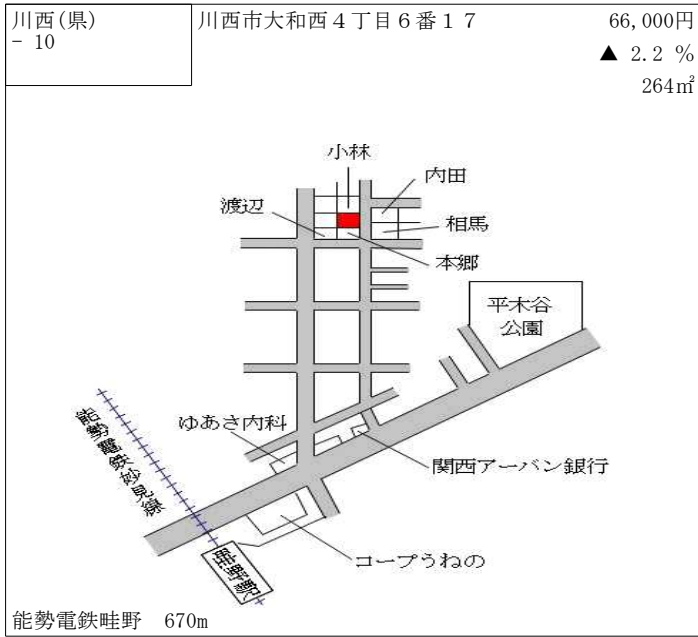 川西(県)
- 10
川西市大和西４丁目６番１７
66,000円
▲ 2.2 %
264㎡
小林
内田
渡辺
相馬
本郷
平木谷
公園
能勢電鉄妙見線
ゆあさ内科
関西アーバン銀行
コープうねの
畦野駅
能勢電鉄畦野　670m